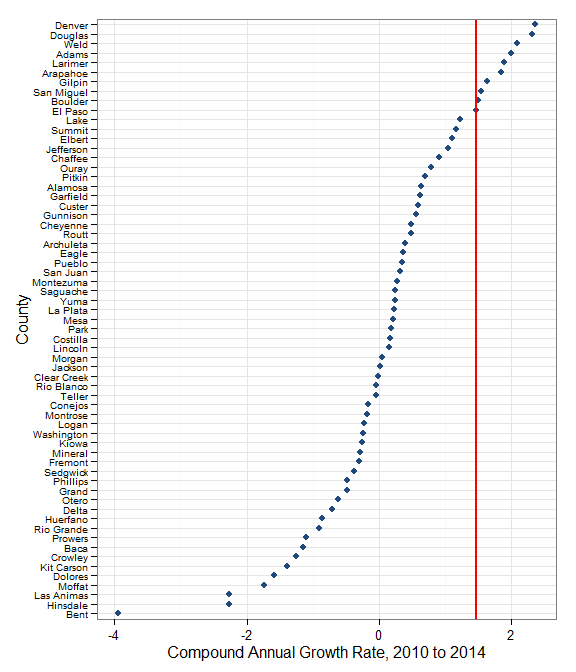 Denver
Douglas
Weld
Adams
Larimer
Arapahoe
Gilpin
San Miguel
Boulder
El Paso
Lake
Summit
Elbert
Jefferson
Chaffee
Ouray
Pitkin
Alamosa
Garfield
Custer
Gunnison
Cheyenne
Routt
Archuleta
Eagle
Pueblo
San Juan
Montezuma
Saguache
Yuma
La Plata
Mesa
Park
Costilla
Lincoln
Morgan
Jackson
Clear Creek
Rio Blanco
Teller
Conejos
Montrose
Logan
Washington
Kiowa
Mineral
Fremont
Sedgwick
Phillips
Grand
Otero
Delta
Huerfano
Rio Grande
Prowers
Baca
Crowley
Kit Carson
Dolores
Moffat
Las Animas
Hinsdale
Bent
County
-4 -2 0 2
Compound Annual Growth Rate, 2010 to 2014